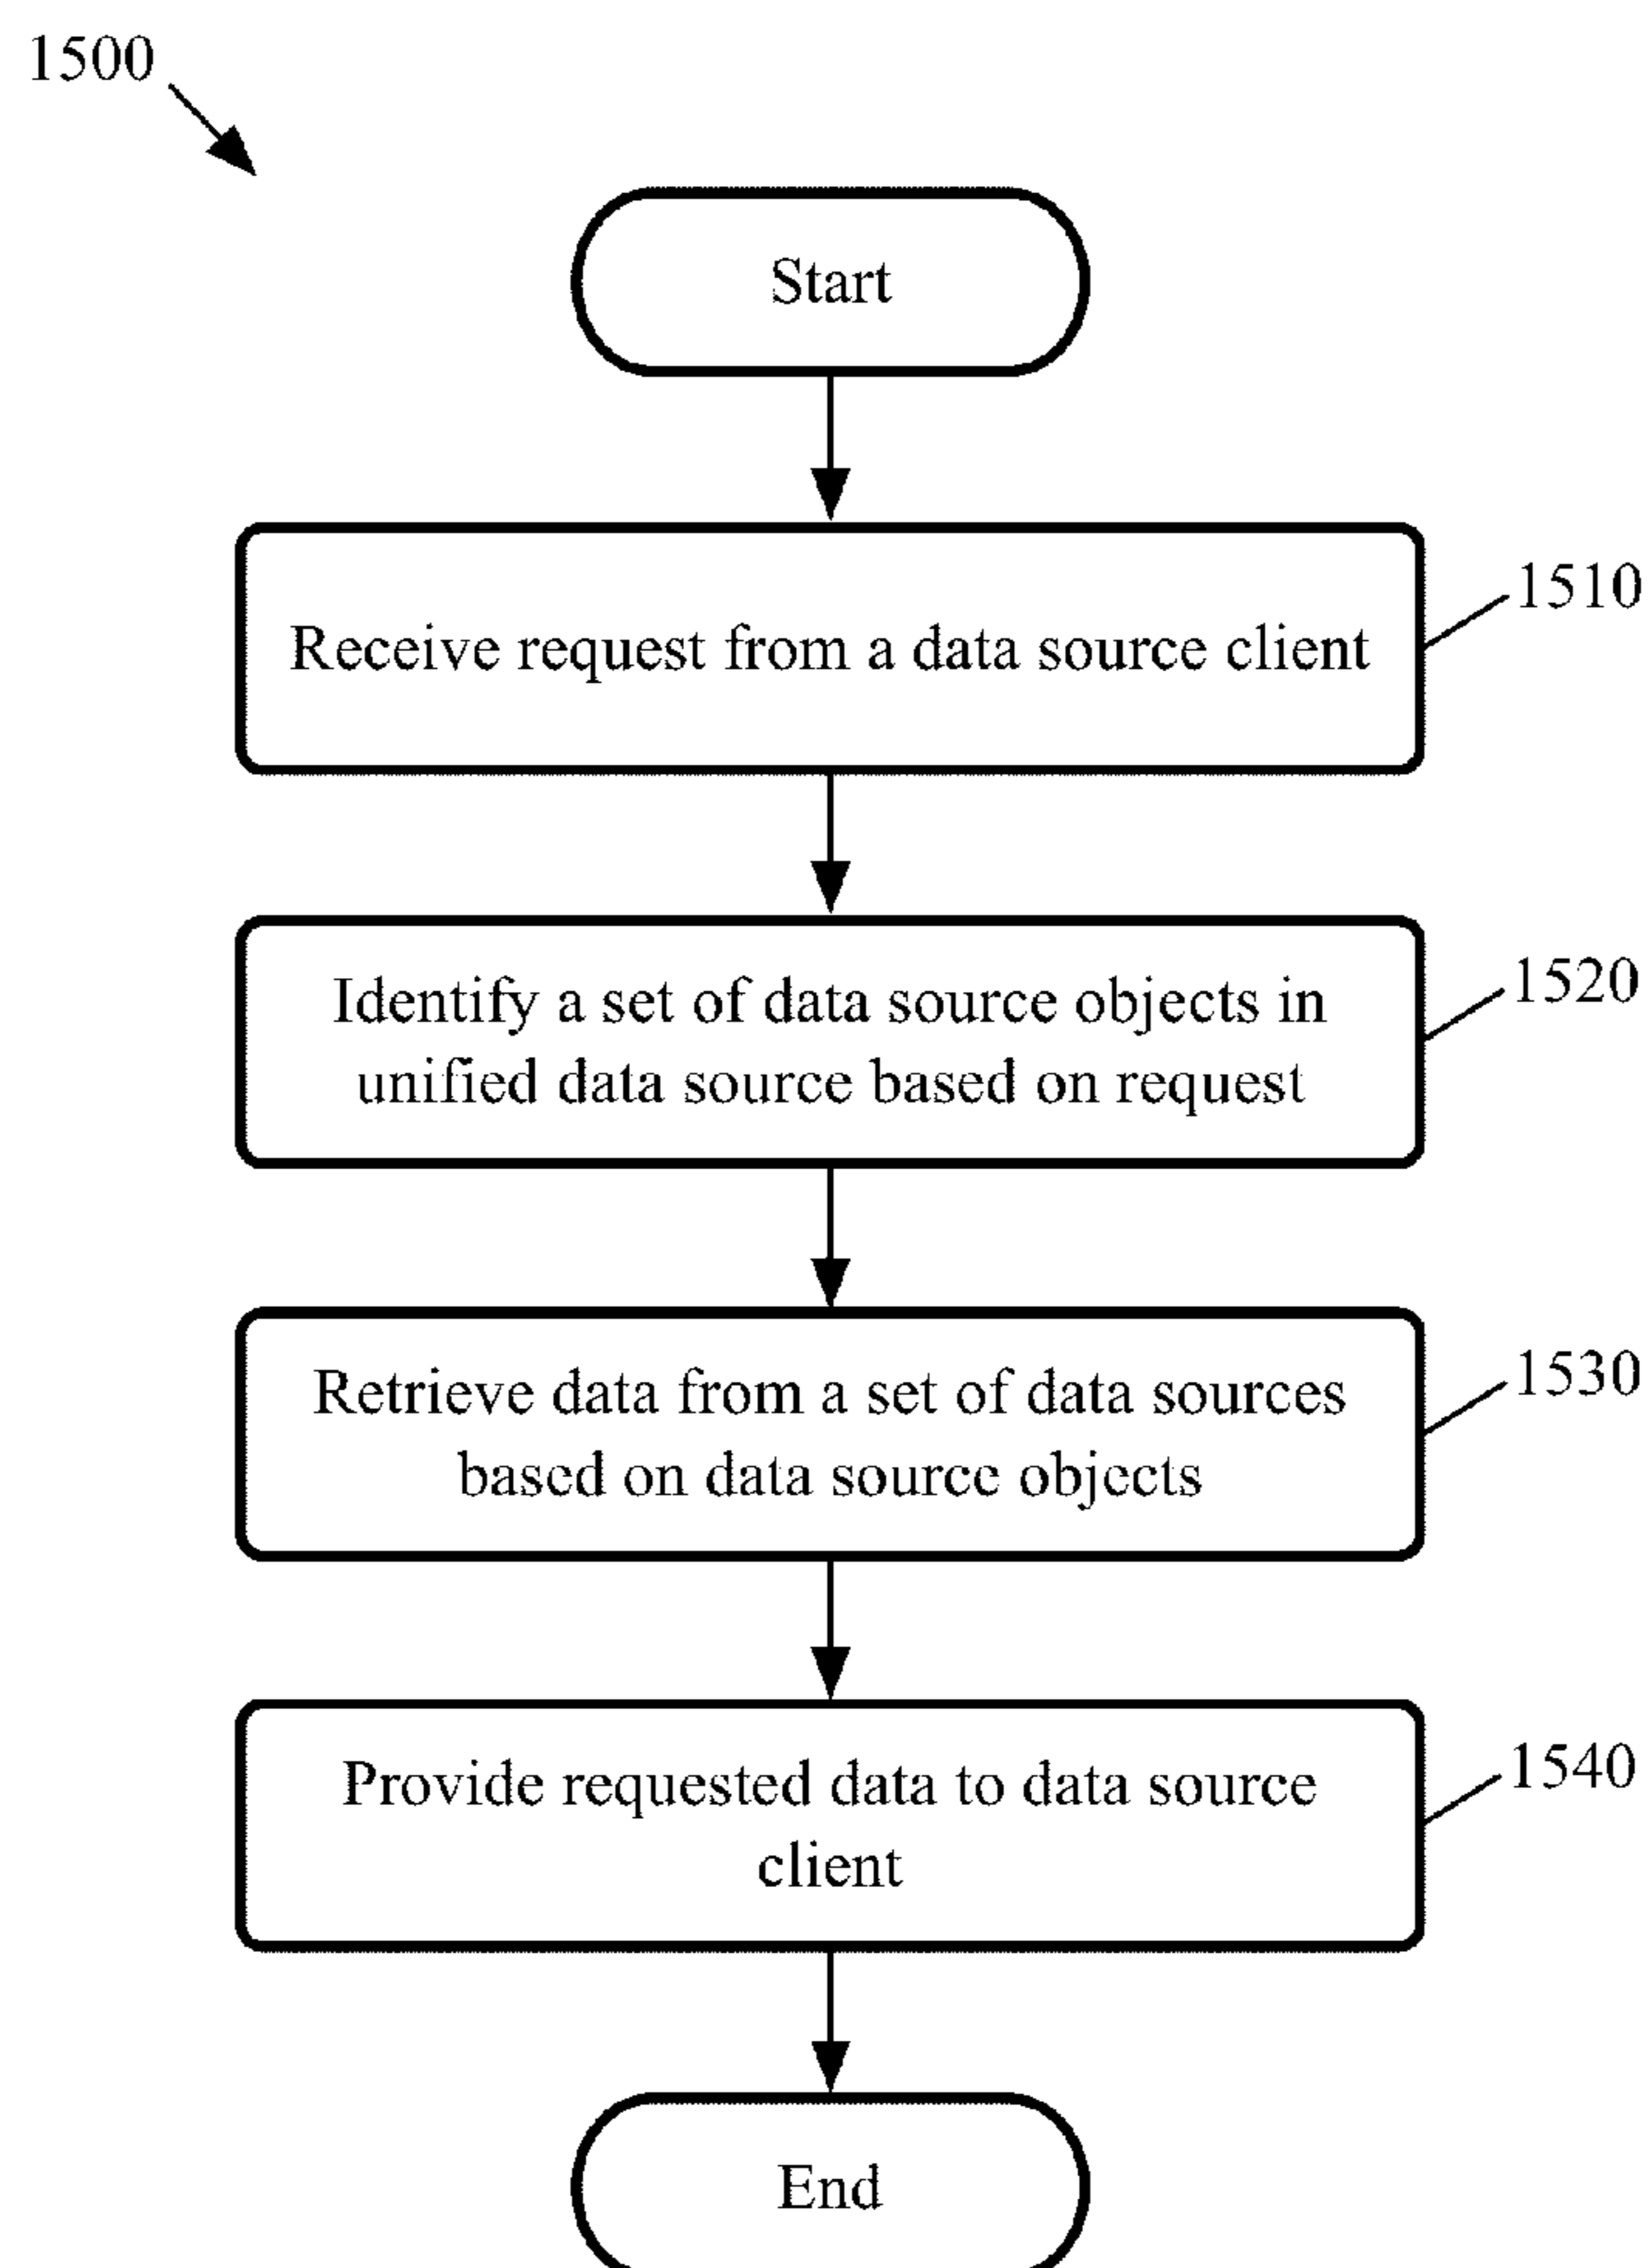 1500
Start
Receive request from a data source client
1510
Identify a set of data source objects in
unified data source based on request
1520
Retrieve data from a set of data sources
based on data source objects
1530
Provide requested data to data source
client
1540
End